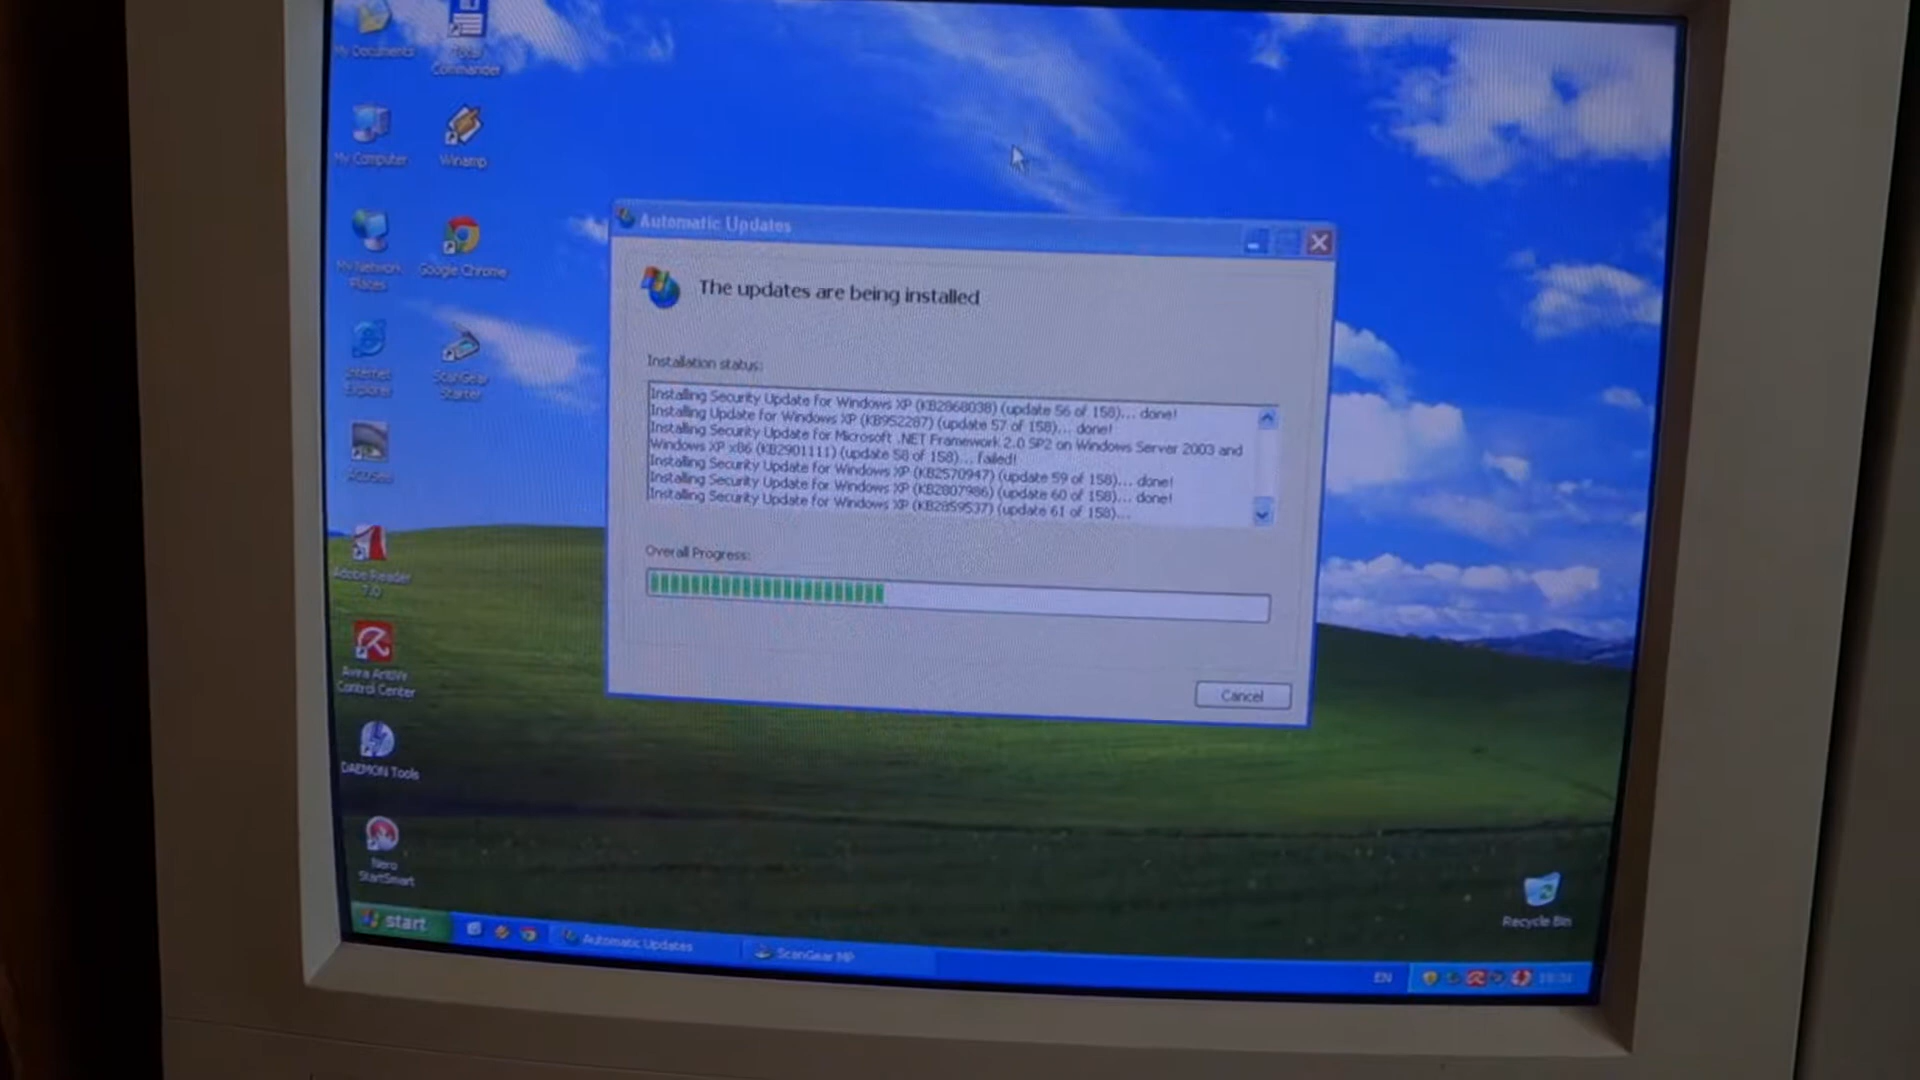 My Documents
Total
Commander
My Computer
Winamp
My Network
Places
Google Chrome
Internet
Explorer
ScanGear
Starter
ACDSee
Adobe Reader
7.0
Avira AntiVir
Control Center
DAEMON Tools
Nero
StartSmart
Automatic Updates
The updates are being installed
Installation status:
Installing Security Update for Windows XP (KB2868038) (update 56 of 158)... done!
Installing Update for Windows XP (KB952287) (update 57 of 158)... done!
Installing Security Update for Microsoft .NET Framework 2.0 SP2 on Windows Server 2003 and
Windows XP x86 (KB2901111) (update 58 of 158)... failed!
Installing Security Update for Windows XP (KB2570947) (update 59 of 158)... done!
Installing Security Update for Windows XP (KB2807986) (update 60 of 158)... done!
Installing Security Update for Windows XP (KB2859537) (update 61 of 158)...
Overall Progress:
Cancel
Recycle Bin
start
Automatic Updates
ScanGear MP
EN